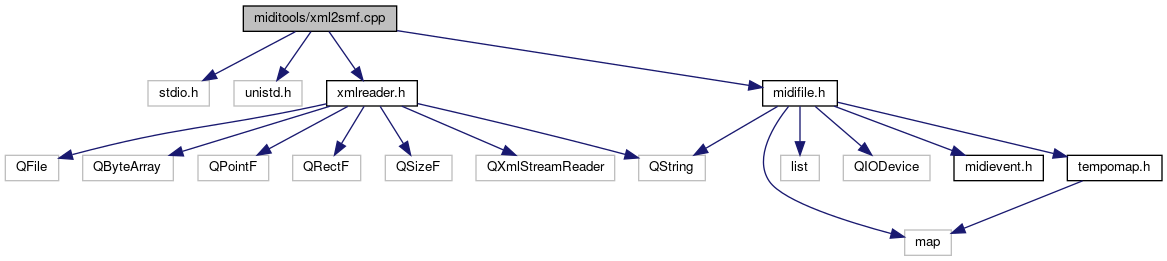 miditools/xml2smf.cpp
stdio.h
unistd.h
xmlreader.h
midifile.h
QFile
QByteArray
QPointF
QRectF
QSizeF
QXmlStreamReader
QString
list
QIODevice
midievent.h
tempomap.h
map